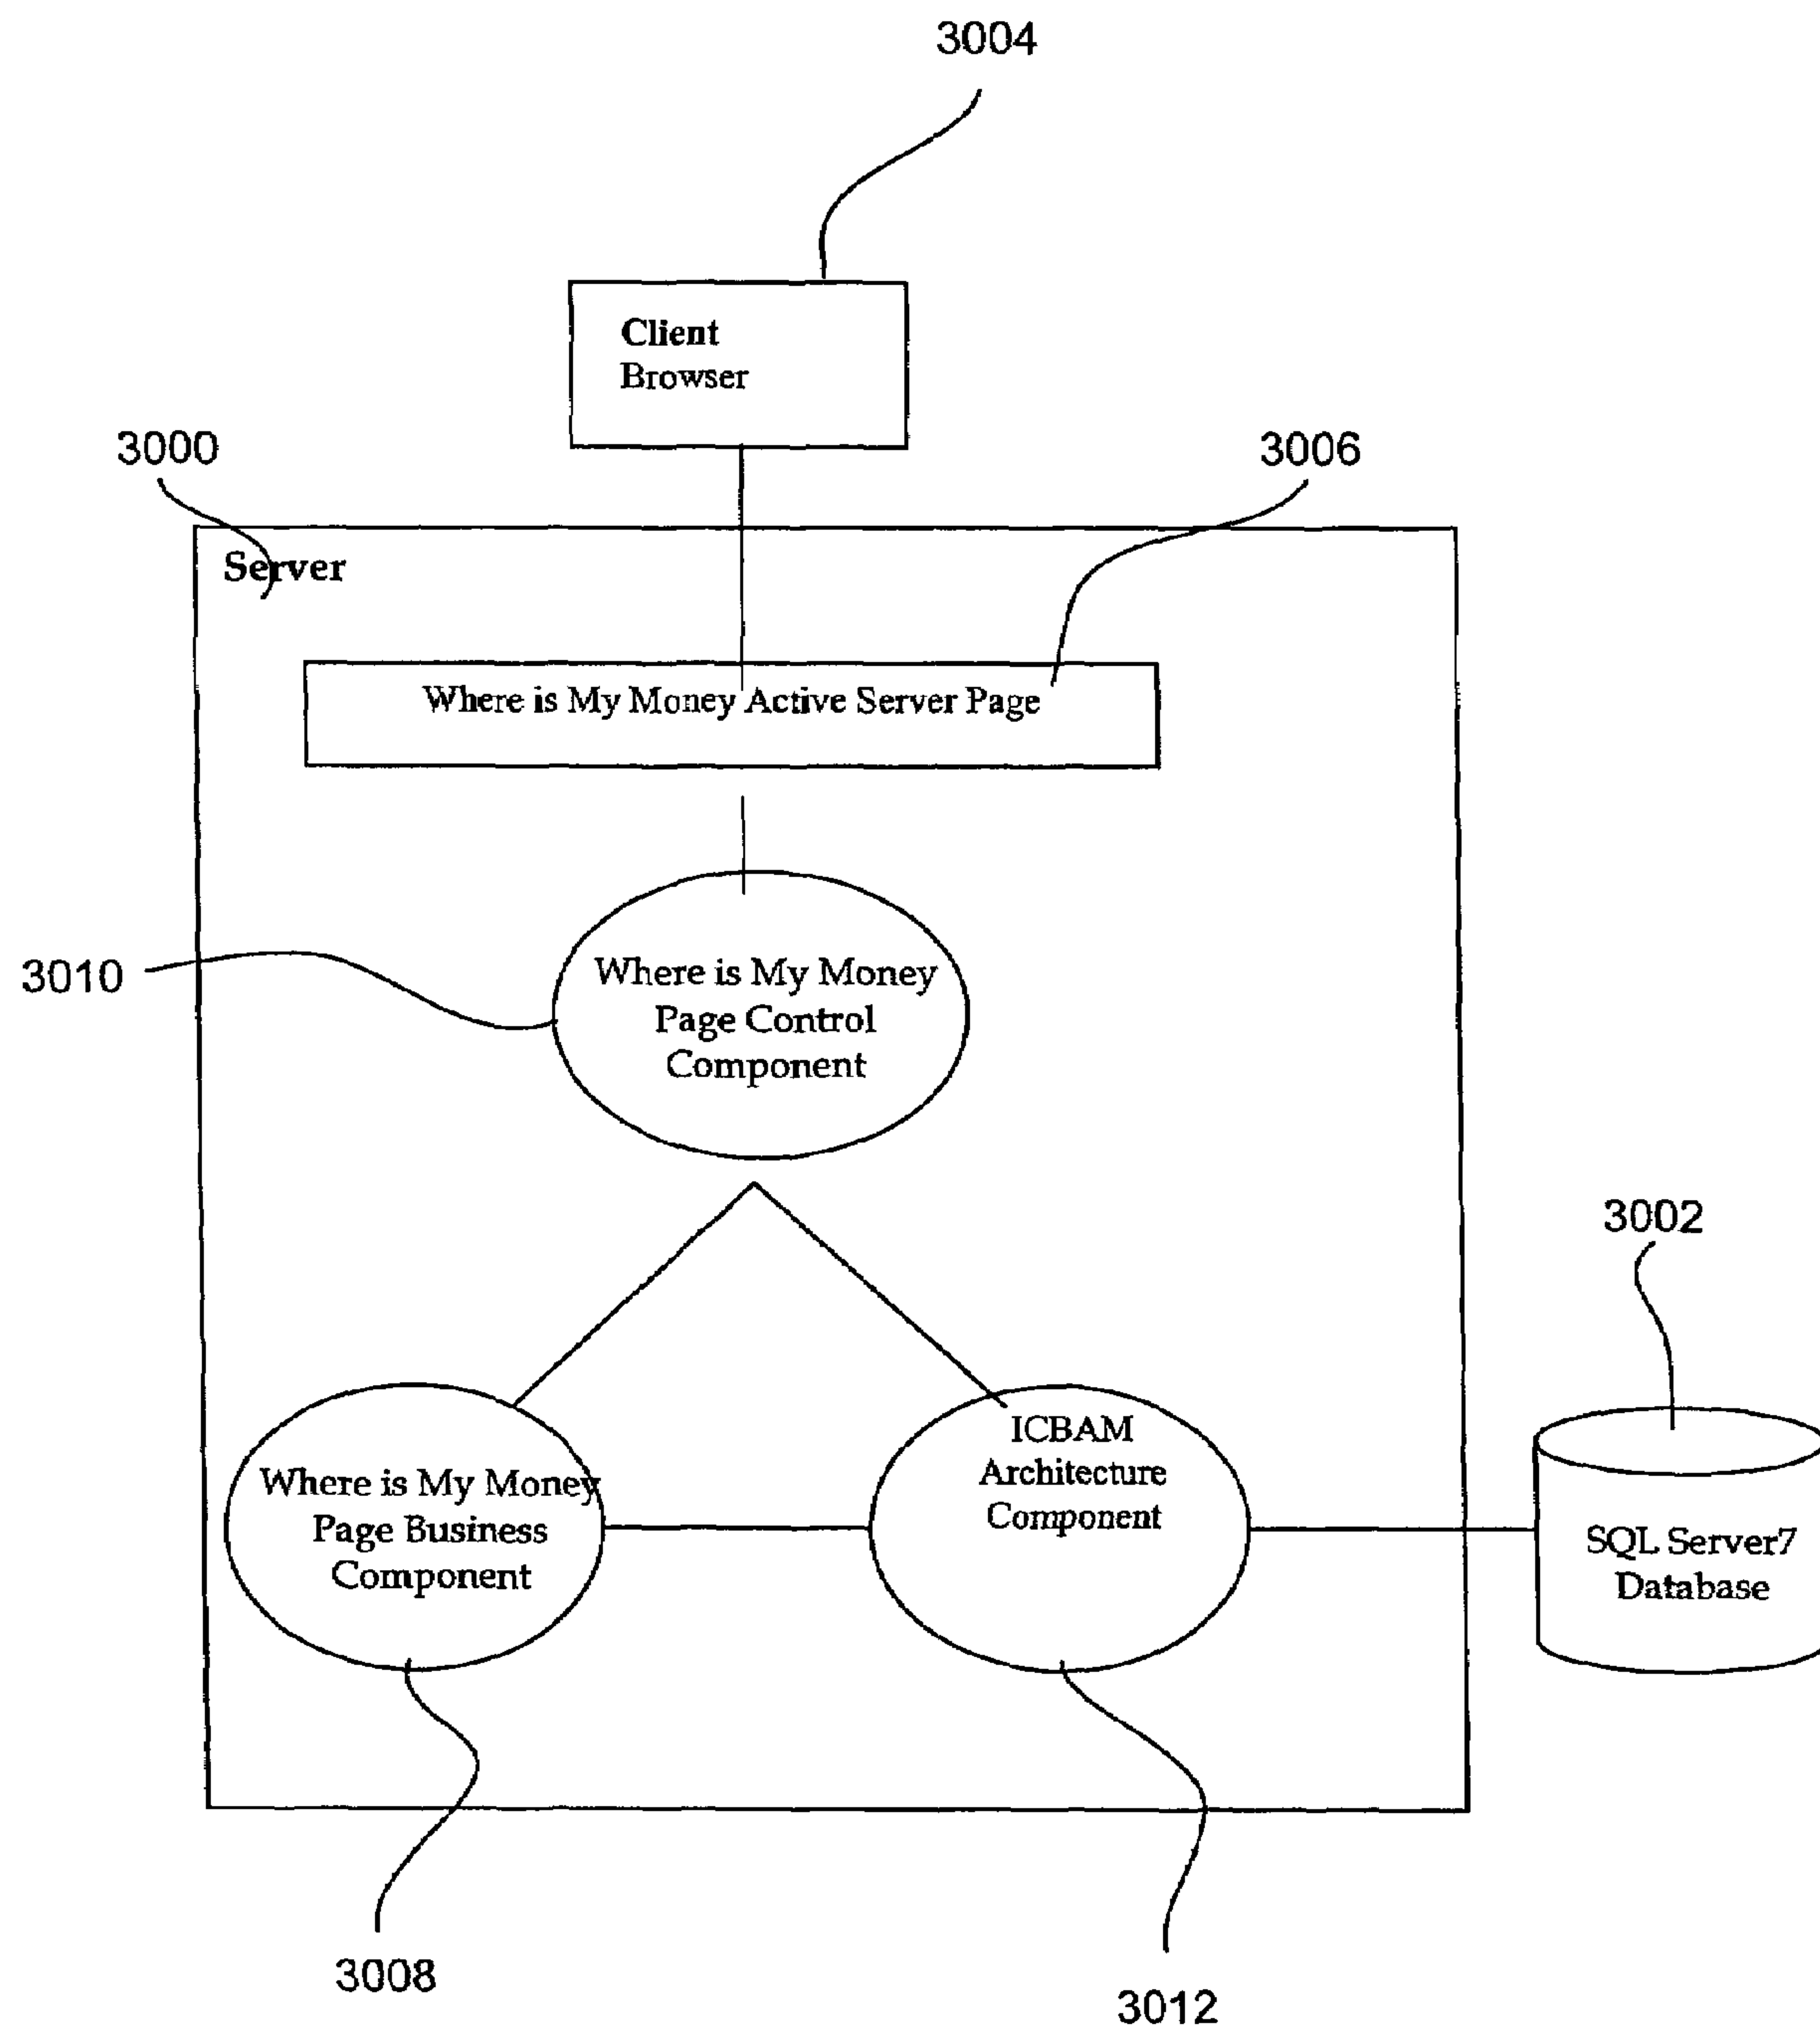 3004
Client
Browser
3000
3006
Server
Where is My Money Active Server Page
3010
Where is My Money
Page Control
Component
3002
ICBAM
Architecture
Component
Where is My Money
Page Business
Component
SQL Server7
Database
3008
3012